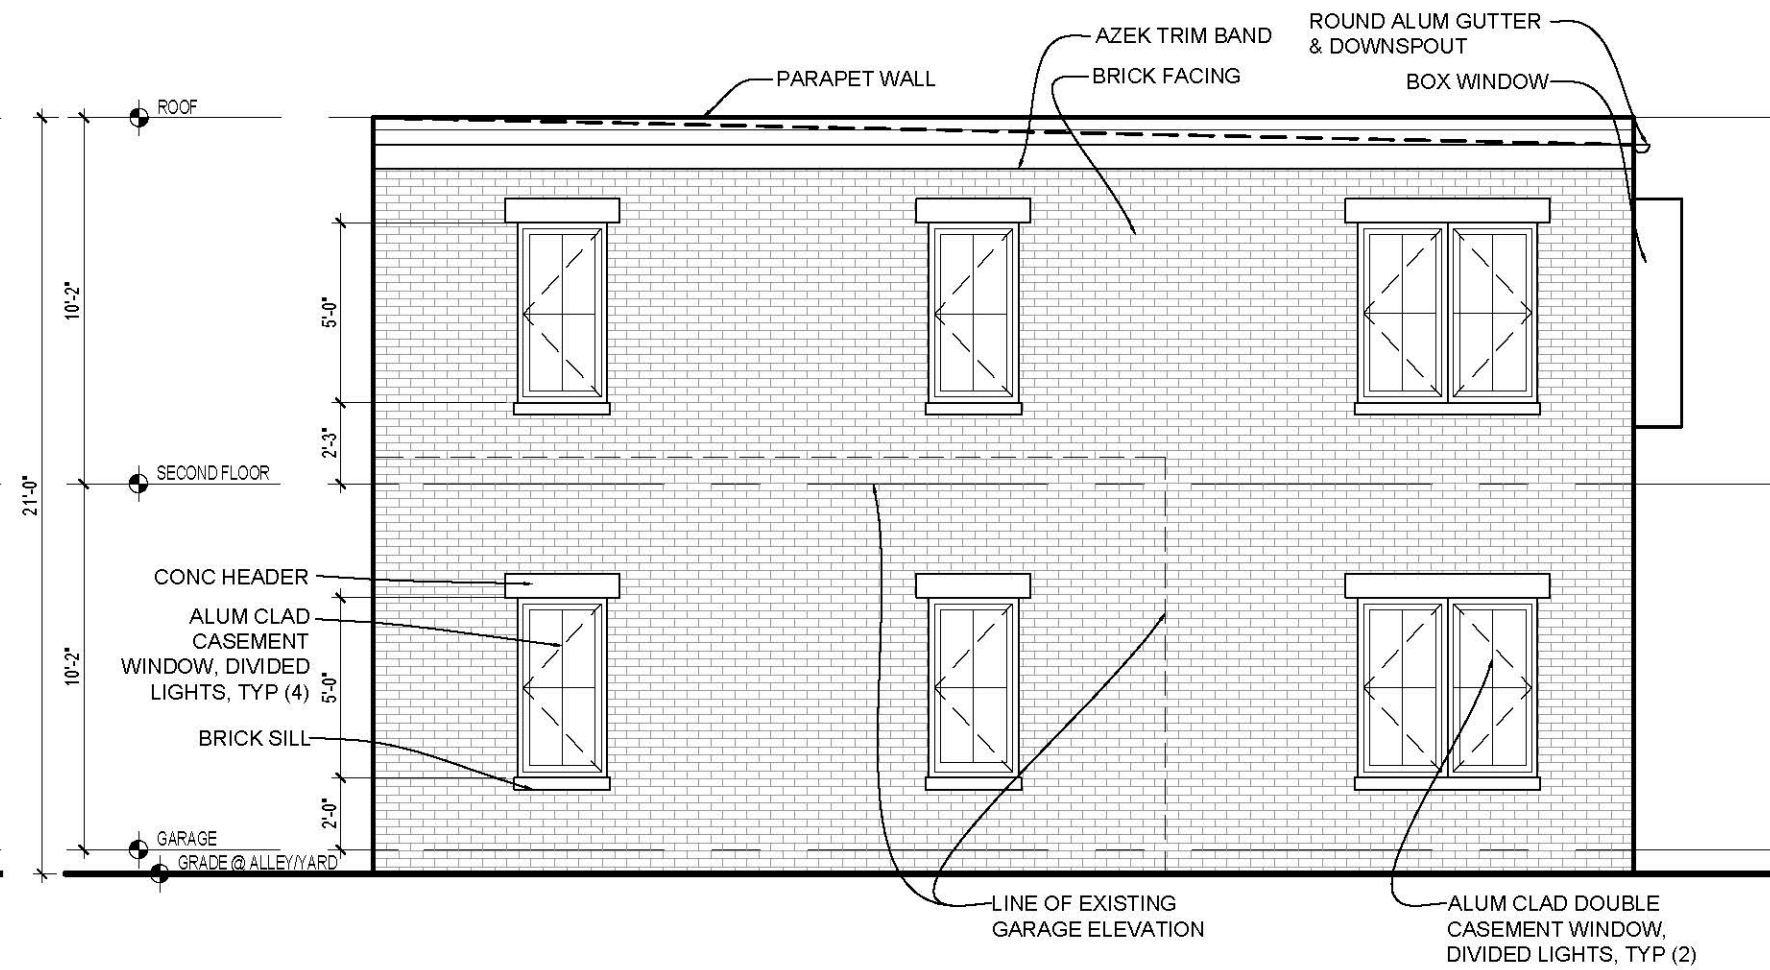 ROUND ALUM GUTTER
& DOWNSPOUT
AZEK TRIM BAND
PARAPET WALL
BRICK FACING
BOX WINDOW
ROOF
10'-2"
5'-0"
2'-3"
SECOND FLOOR
21'-0"
CONC HEADER
ALUM CLAD
CASEMENT
WINDOW, DIVIDED
LIGHTS, TYP (4)
10'-2"
5'-0"
BRICK SILL
2'-0"
GARAGE
GRADE @ ALLEY/YARD
LINE OF EXISTING
GARAGE ELEVATION
ALUM CLAD DOUBLE
CASEMENT WINDOW,
DIVIDED LIGHTS, TYP (2)